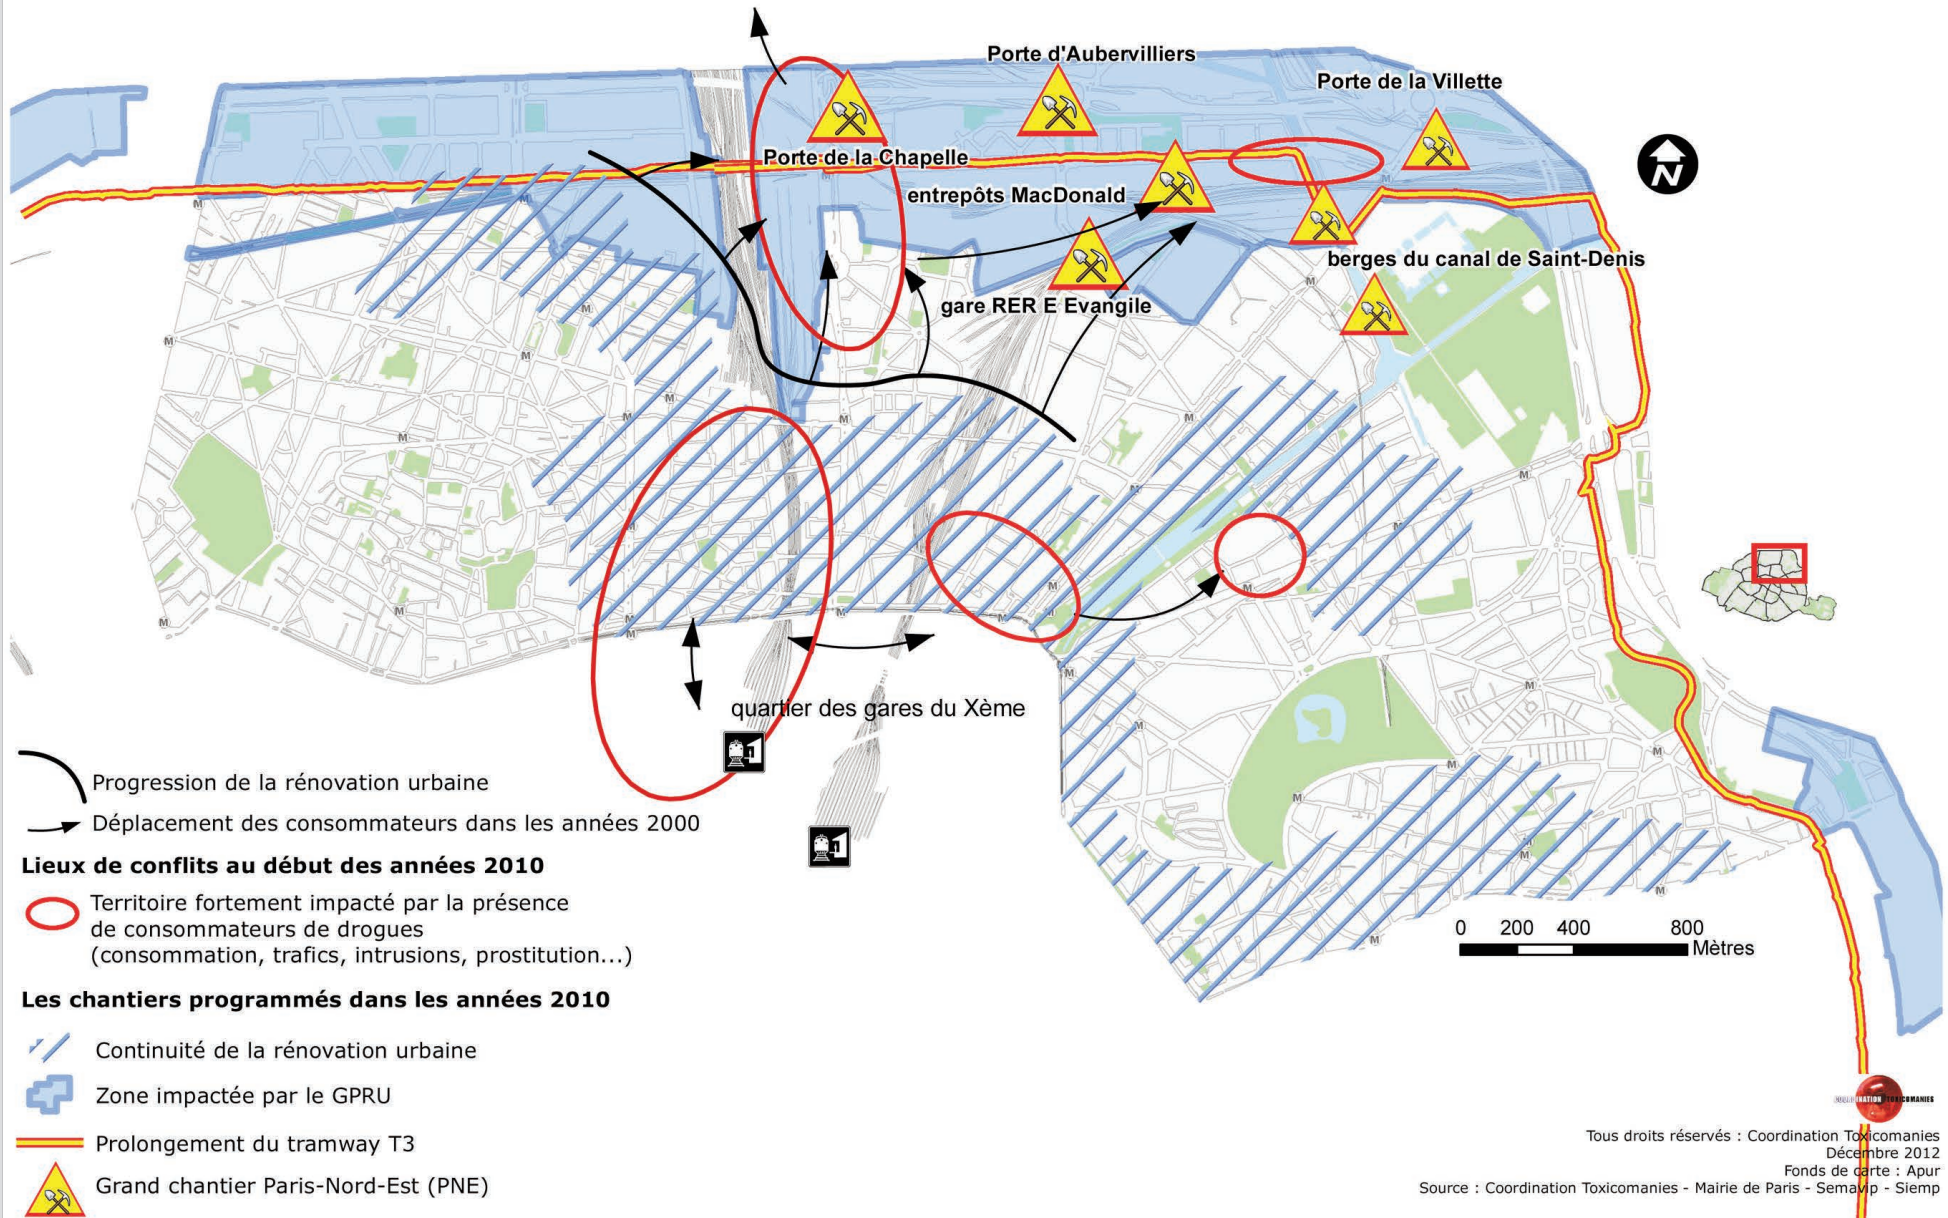 Porte d'Aubervilliers
Porte de la Villette
Porte de la Chapelle
entrepôts MacDonald
N
berges du canal de Saint-Denis
gare RER E Evangile
quartier des gares du Xème
Progression de la rénovation urbaine
Déplacement des consommateurs dans les années 2000
Lieux de conflits au début des années 2010
Territoire fortement impacté par la présence
de consommateurs de drogues
(consommation, trafics, intrusions, prostitution...)
Les chantiers programmés dans les années 2010
Continuité de la rénovation urbaine
Zone impactée par le GPRU
Prolongement du tramway T3
Grand chantier Paris-Nord-Est (PNE)
0 200 400 800
Mètres
COORDINATION TOXICOMANIES
Tous droits réservés : Coordination Toxicomanies
Décembre 2012
Fonds de carte : Apur
Source : Coordination Toxicomanies - Mairie de Paris - Semavip - Siemp